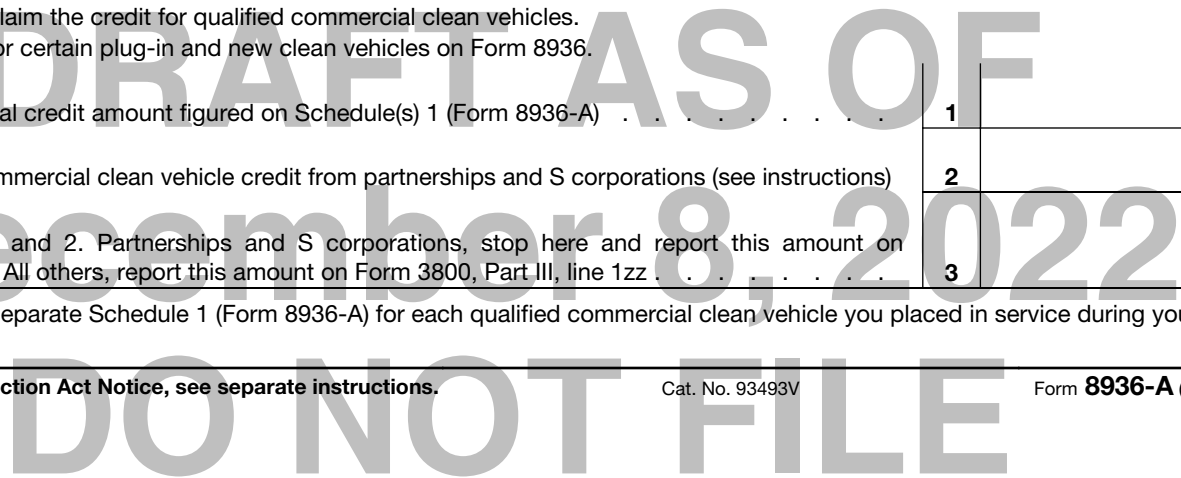 laim the credit for qualified commercial clean vehicles.
or certain plug-in and new clean vehicles on Form 8936.
DRAFT AS OF
al credit amount figured on Schedule(s) 1 (Form 8936-A) . . . . . . . . 1
mmercial clean vehicle credit from partnerships and S corporations (see instructions) 2
ecember 8, 2022
and 2. Partnerships and S corporations, stop here and report this amount on
All others, report this amount on Form 3800, Part III, line 1zz . . . . . . . 3
eparate Schedule 1 (Form 8936-A) for each qualified commercial clean vehicle you placed in service during you
DO NOT FILE
ction Act Notice, see separate instructions. Cat. No. 93493V Form 8936-A (